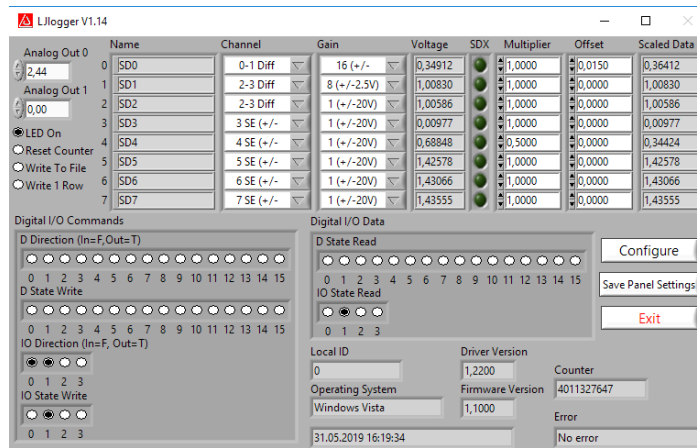 LJlogger V1.14
Analog Out 0
2,44
Analog Out 1
0,00
LED On
Reset Counter
Write To File
Write 1 Row
Name Channel Gain Voltage SDX Multiplier Offset Scaled Data
0 SD0 0-1 Diff 16 (+/- 0,34912 1,0000 0,0150 0,36412
1 SD1 2-3 Diff 8 (+/-2.5V) 1,00830 1,0000 0,0000 1,00830
2 SD2 2-3 Diff 1 (+/-20V) 1,00586 1,0000 0,0000 1,00586
3 SD3 3 SE (+/- 1 (+/-20V) 0,00977 1,0000 0,0000 0,00977
4 SD4 4 SE (+/- 1 (+/-20V) 0,68848 0,5000 0,0000 0,34424
5 SD5 5 SE (+/- 1 (+/-20V) 1,42578 1,0000 0,0000 1,42578
6 SD6 6 SE (+/- 1 (+/-20V) 1,43066 1,0000 0,0000 1,43066
7 SD7 7 SE (+/- 1 (+/-20V) 1,43555 1,0000 0,0000 1,43555
Digital I/O Commands
D Direction (In=F,Out=T)
0 1 2 3 4 5 6 7 8 9 10 11 12 13 14 15
D State Write
0 1 2 3 4 5 6 7 8 9 10 11 12 13 14 15
IO Direction (In=F, Out=T)
0 1 2 3
IO State Write
0 1 2 3
Digital I/O Data
D State Read
0 1 2 3 4 5 6 7 8 9 10 11 12 13 14 15
IO State Read
0 1 2 3
Configure
Save Panel Settings
Exit
Local ID
0
Driver Version
1,2200
Operating System
Windows Vista
Firmware Version
1,1000
Counter
4011327647
31.05.2019 16:19:34
Error
No error